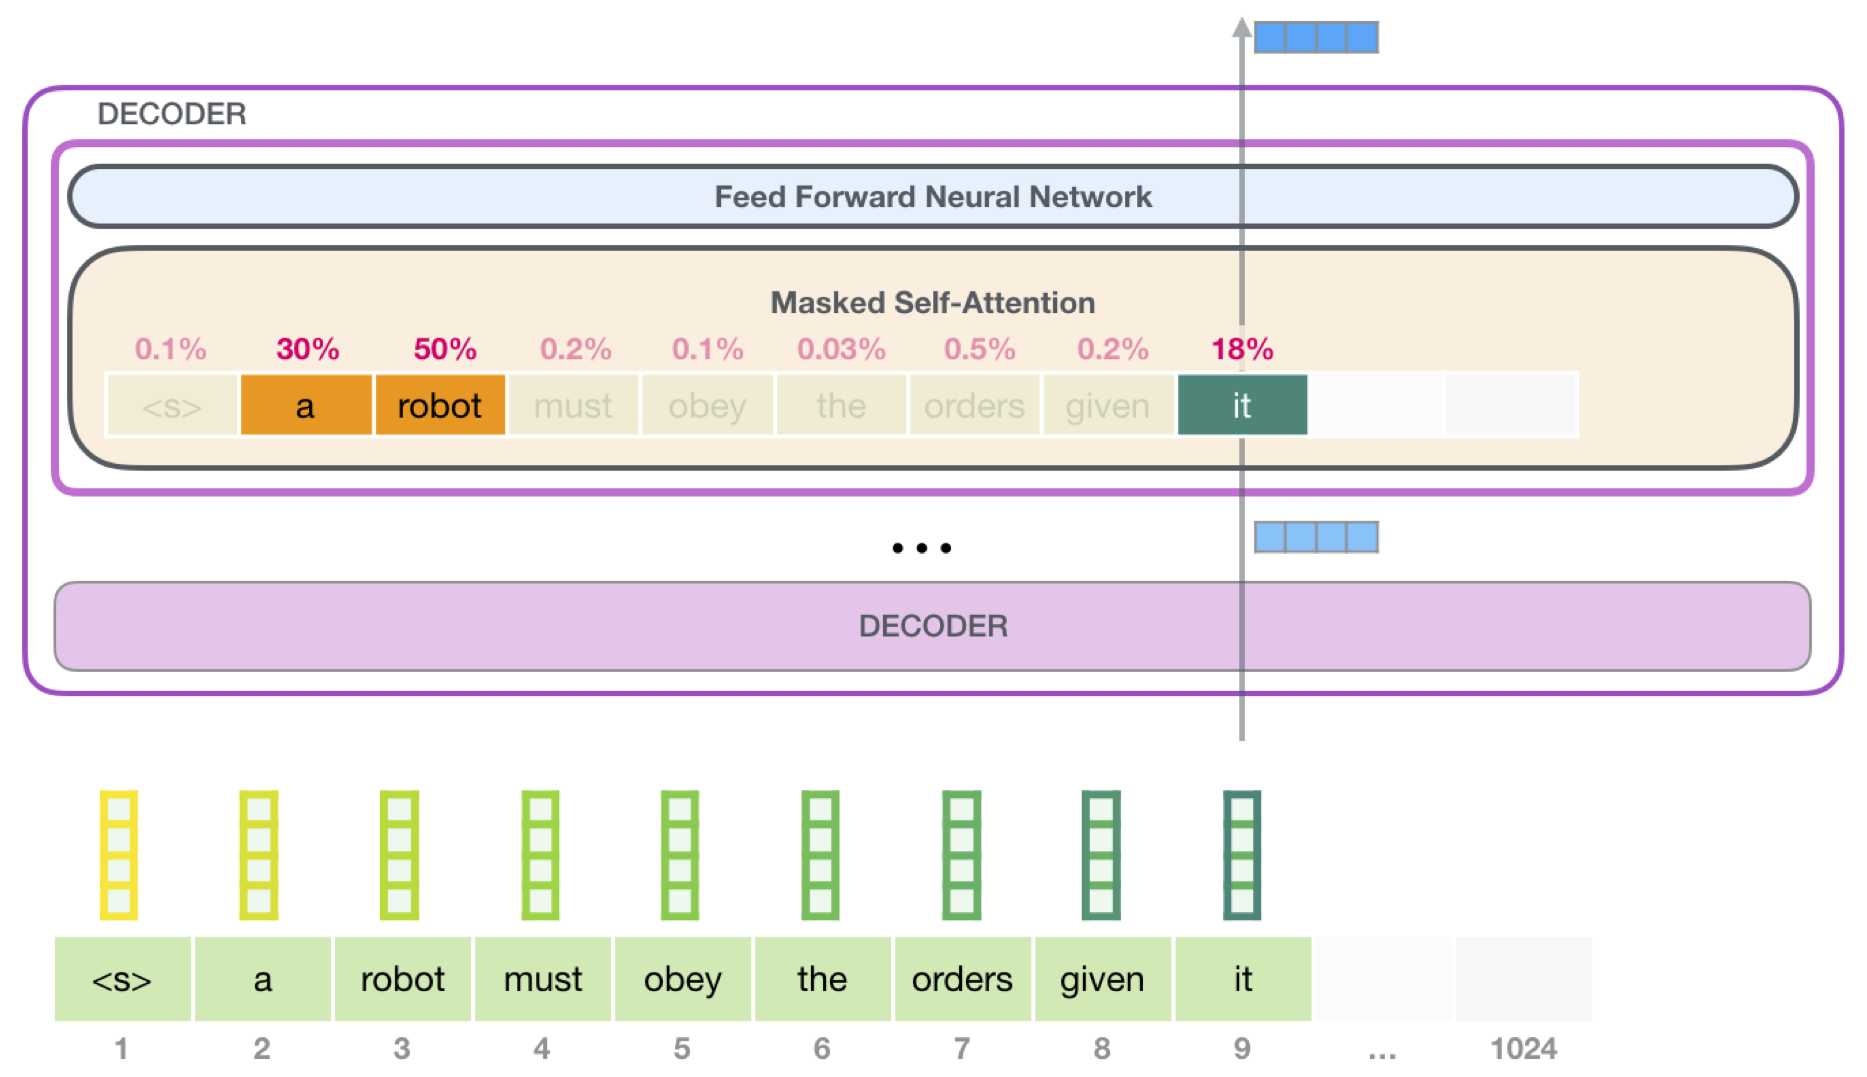 DECODER
Feed Forward Neural Network
Masked Self-Attention
0.1% 30% 50% 0.2% 0.1% 0.03% 0.5% 0.2% 18%
<s> a robot must obey the orders given it
...
DECODER
<s> a robot must obey the orders given it
1 2 3 4 5 6 7 8 9 ... 1024